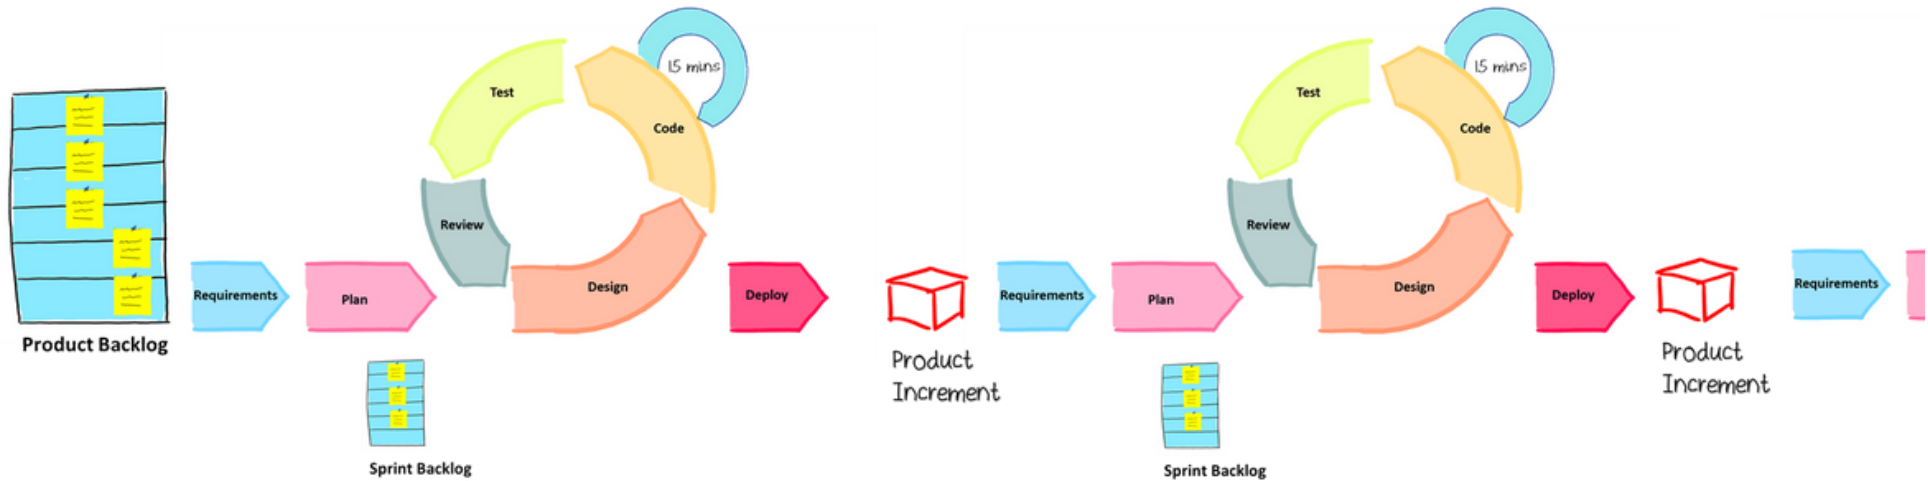 15 mins
Test
Code
Review
Design
Requirements
Plan
Deploy
Product Backlog
Sprint Backlog
Product
Increment
15 mins
Test
Code
Review
Design
Requirements
Plan
Deploy
Sprint Backlog
Product
Increment
Requirements